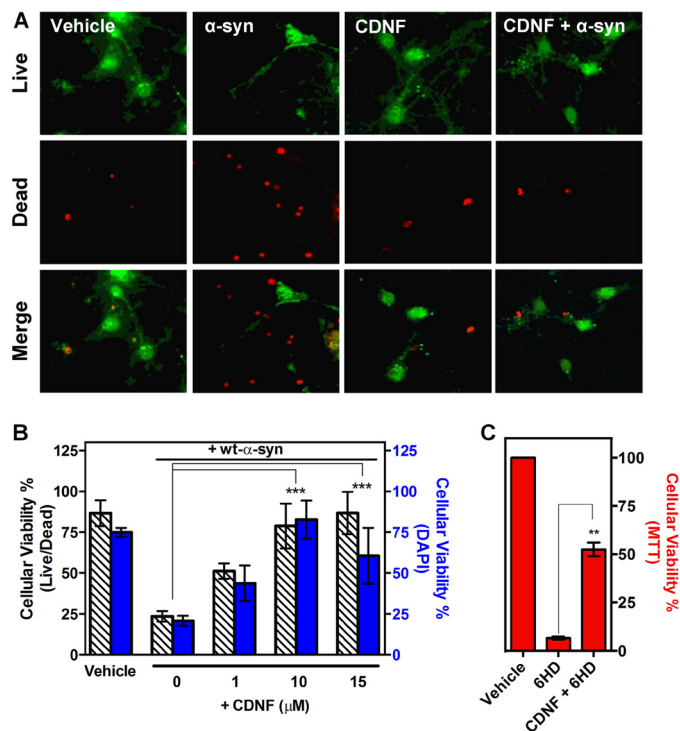 A
Vehicle
α-syn
CDNF
CDNF + α-syn
Live
Dead
Merge
B
Cellular Viability %
(Live/Dead)
125
100
75
50
25
0
+ wt-α-syn
***
***
125
100
75
50
25
0
Cellular Viability %
(DAPI)
Vehicle
0
1
10
15
+ CDNF (μM)
C
**
100
75
50
25
0
Cellular Viability %
(MTT)
Vehicle
6HD
CDNF + 6HD